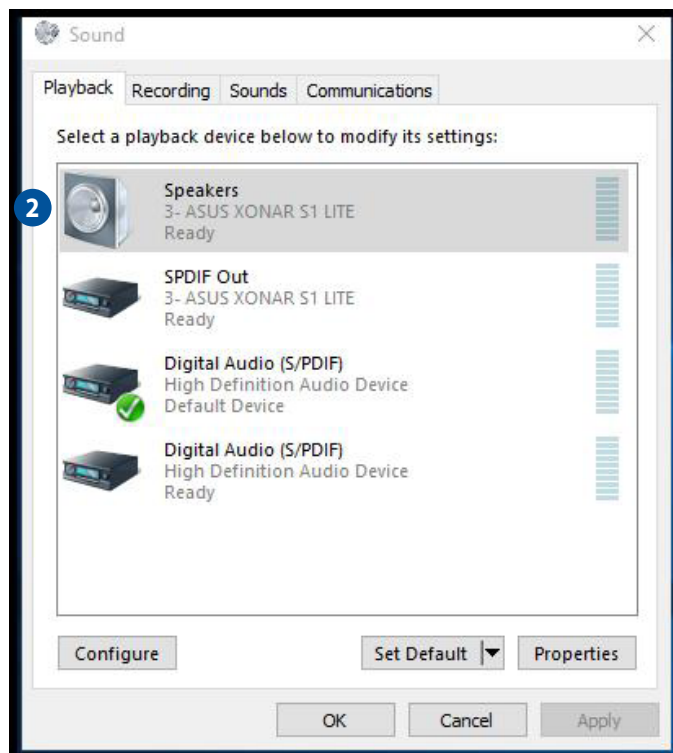 Sound
Playback Recording Sounds Communications
Select a playback device below to modify its settings:
2
Speakers
3- ASUS XONAR S1 LITE
Ready
SPDIF Out
3- ASUS XONAR S1 LITE
Ready
Digital Audio (S/PDIF)
High Definition Audio Device
Default Device
Digital Audio (S/PDIF)
High Definition Audio Device
Ready
Configure Set Default Properties
OK Cancel Apply